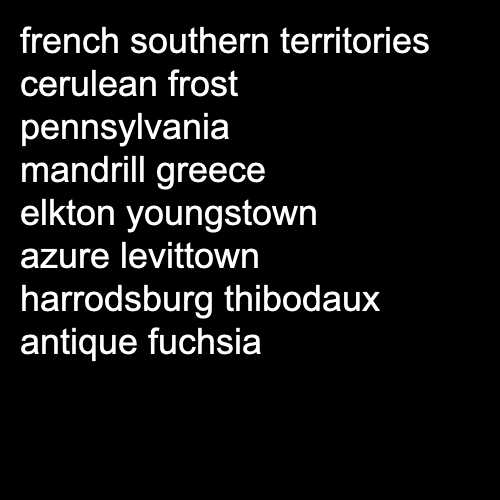 french southern territories
cerulean frost
pennsylvania
mandrill greece
elkton youngstown
azure levittown
harrodsburg thibodaux
antique fuchsia